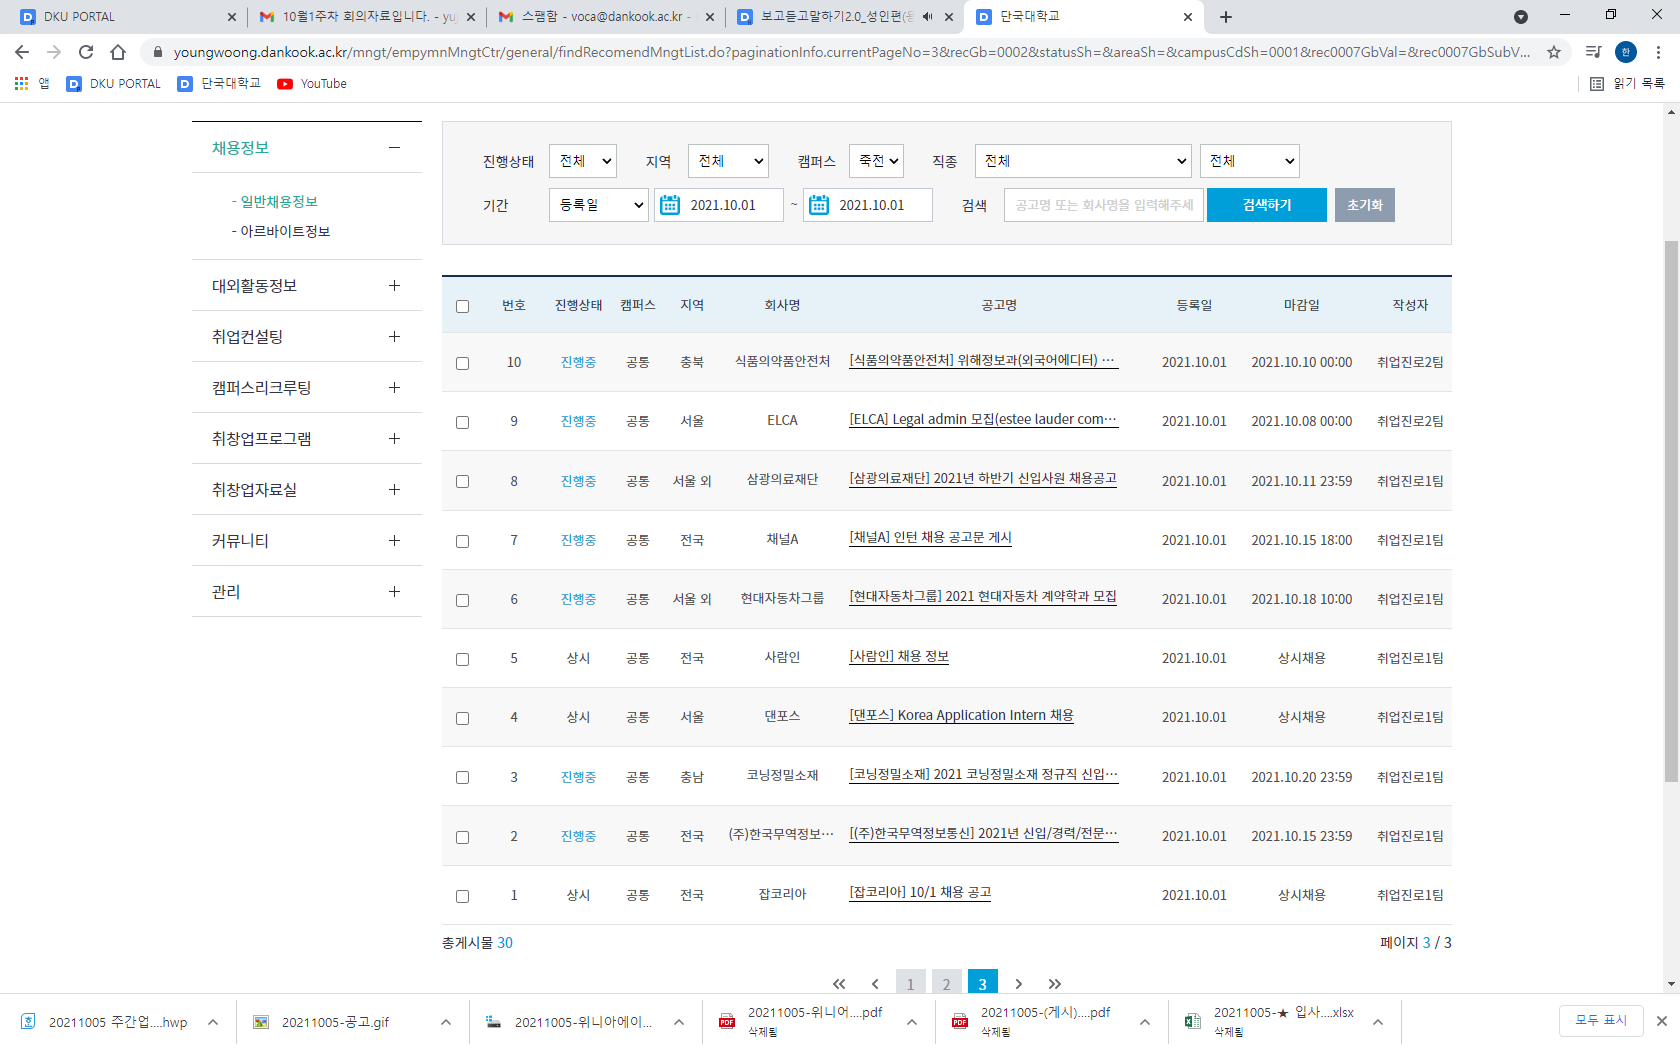 DKU PORTAL
10월1주차 회의자료입니다. - yu
스팸함 - voca@dankook.ac.kr -
보고듣고말하기2.0_성인편(
단국대학교
youngwoong.dankook.ac.kr/mngt/empymnMngtCtr/general/findRecomendMngtList.do?paginationInfo.currentPageNo=3&recGb=0002&statusSh=&areaSh=&campusCdSh=0001&rec0007GbVal=&rec0007GbSubV...
한
앱 DKU PORTAL 단국대학교 YouTube 읽기 목록
채용정보
- 일반채용정보
- 아르바이트정보
대외활동정보
취업컨설팅
캠퍼스리크루팅
취창업프로그램
취창업자료실
커뮤니티
관리
진행상태 전체 지역 전체 캠퍼스 죽전 직종 전체 전체
기간 등록일 2021.10.01 ~ 2021.10.01 검색 공고명 또는 회사명을 입력해주세 검색하기 초기화
번호 진행상태 캠퍼스 지역 회사명 공고명 등록일 마감일 작성자
10 진행중 공통 충북 식품의약품안전처 [식품의약품안전처] 위해정보과(외국어에디터) ... 2021.10.01 2021.10.10 00:00 취업진로2팀
9 진행중 공통 서울 ELCA [ELCA] Legal admin 모집(estee lauder com... 2021.10.01 2021.10.08 00:00 취업진로2팀
8 진행중 공통 서울 외 삼광의료재단 [삼광의료재단] 2021년 하반기 신입사원 채용공고 2021.10.01 2021.10.11 23:59 취업진로1팀
7 진행중 공통 전국 채널A [채널A] 인턴 채용 공고문 게시 2021.10.01 2021.10.15 18:00 취업진로1팀
6 진행중 공통 서울 외 현대자동차그룹 [현대자동차그룹] 2021 현대자동차 계약학과 모집 2021.10.01 2021.10.18 10:00 취업진로1팀
5 상시 공통 전국 사람인 [사람인] 채용 정보 2021.10.01 상시채용 취업진로1팀
4 상시 공통 서울 댄포스 [댄포스] Korea Application Intern 채용 2021.10.01 상시채용 취업진로1팀
3 진행중 공통 충남 코닝정밀소재 [코닝정밀소재] 2021 코닝정밀소재 정규직 신입... 2021.10.01 2021.10.20 23:59 취업진로1팀
2 진행중 공통 전국 (주)한국무역정보... [(주)한국무역정보통신] 2021년 신입/경력/전문... 2021.10.01 2021.10.15 23:59 취업진로1팀
1 상시 공통 전국 잡코리아 [잡코리아] 10/1 채용 공고 2021.10.01 상시채용 취업진로1팀
총게시물 30 페이지 3 / 3
1 2 3
20211005 주간업....hwp
20211005-공고.gif
20211005-위니아에이...
20211005-위니어....pdf
삭제됨
20211005-(게시)....pdf
삭제됨
20211005-★ 입사....xlsx
삭제됨
모두 표시